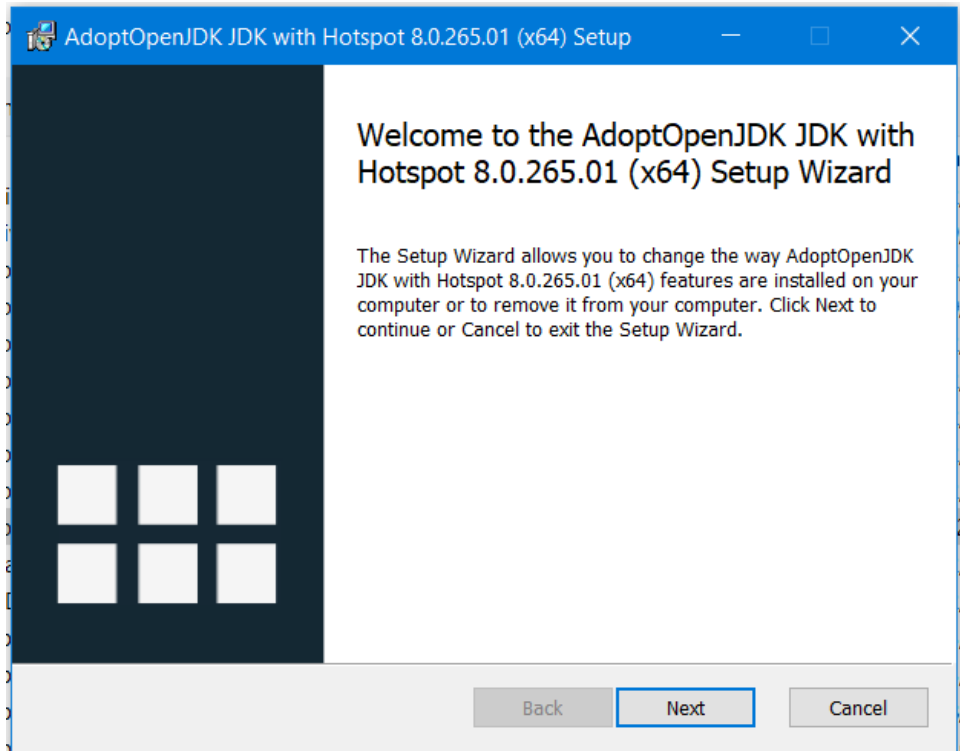 AdoptOpenJDK JDK with Hotspot 8.0.265.01 (x64) Setup
Welcome to the AdoptOpenJDK JDK with
Hotspot 8.0.265.01 (x64) Setup Wizard
The Setup Wizard allows you to change the way AdoptOpenJDK
JDK with Hotspot 8.0.265.01 (x64) features are installed on your
computer or to remove it from your computer. Click Next to
continue or Cancel to exit the Setup Wizard.
Back
Next
Cancel